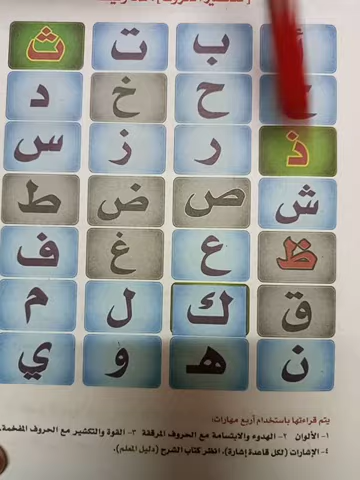 ب ت ث
ح خ د
ذ ر ز س
ش ص ض ط
ظ ع غ ف
ق ك ل م
ن هـ و ي
يتم قراءتها باستخدام أربع مهارات:
١- الألوان ٢- الهدوء والابتسامة مع الحروف المرققة ٣- القوة والتكشير مع الحروف المفخمة.
٤- الإشارات (لكل قاعدة إشارة). انظر كتاب الشرح (دليل المعلم).